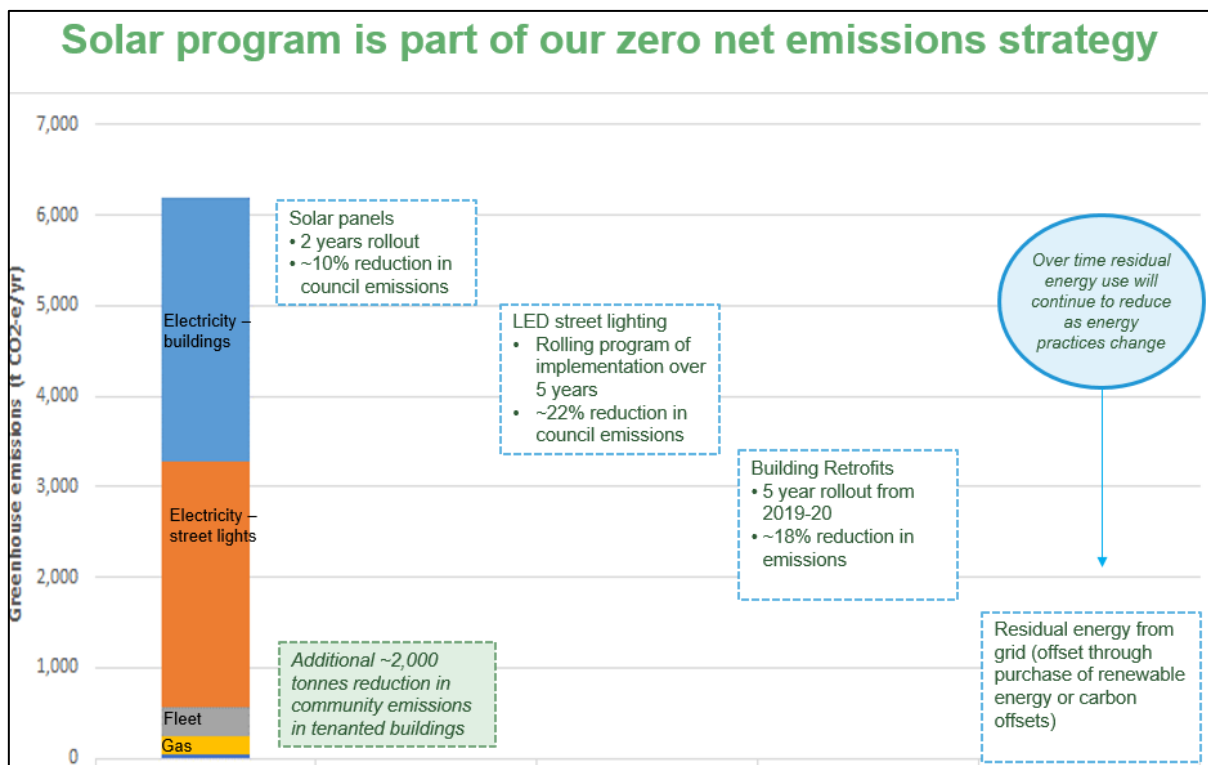 Solar program is part of our zero net emissions strategy
Greenhouse emissions (t CO2-e/yr)
7,000
6,000
5,000
4,000
3,000
2,000
1,000
0
Electricity –
buildings
Electricity –
street lights
Fleet
Gas
Solar panels
• 2 years rollout
• ~10% reduction in
council emissions
LED street lighting
• Rolling program of
implementation over
5 years
• ~22% reduction in
council emissions
Building Retrofits
• 5 year rollout from
2019-20
• ~18% reduction in
emissions
Over time residual
energy use will
continue to reduce
as energy
practices change
Additional ~2,000
tonnes reduction in
community emissions
in tenanted buildings
Residual energy from
grid (offset through
purchase of renewable
energy or carbon
offsets)